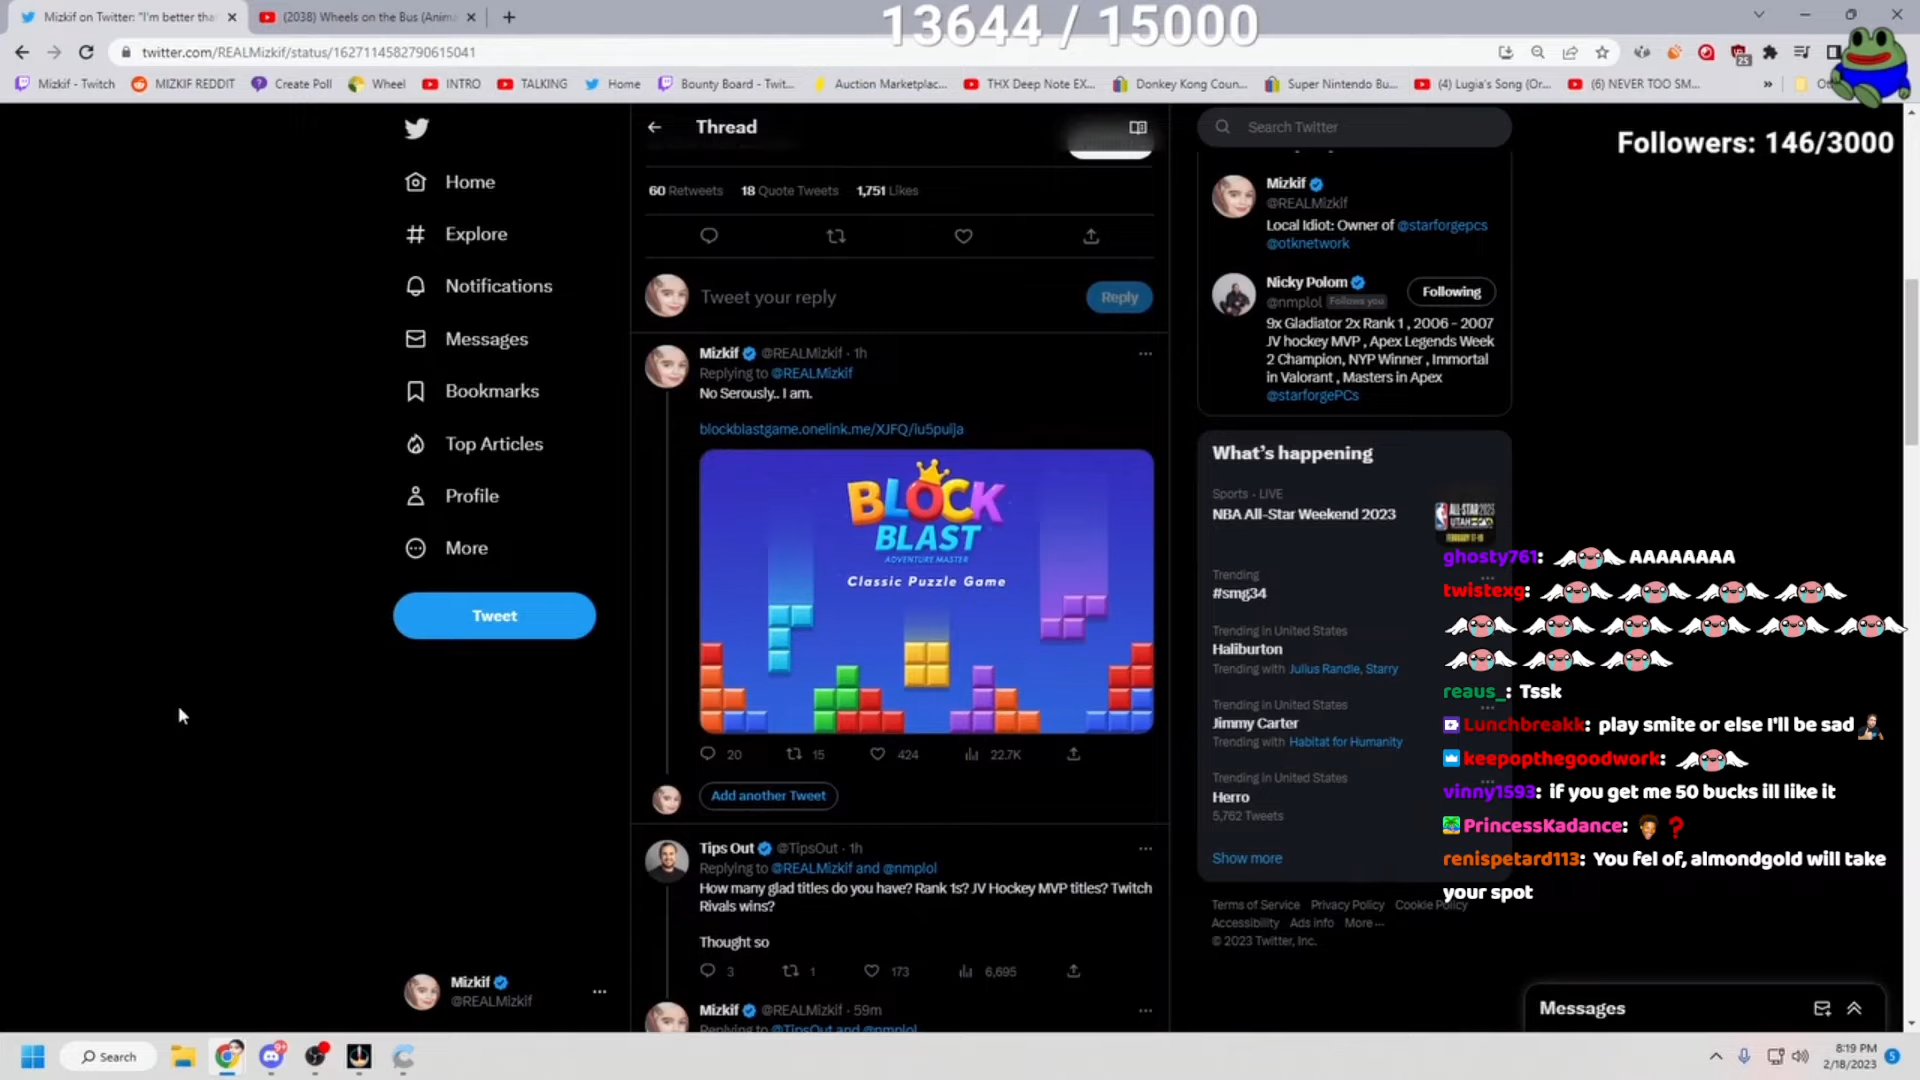 Mizkif on Twitter: "I'm better tha
(2038) Wheels on the Bus (Anima
13644 / 15000
twitter.com/REALMizkif/status/1627114582790615041
25
Mizkif - Twitch
MIZKIF REDDIT
Create Poll
Wheel
INTRO
TALKING
Home
Bounty Board - Twit...
Auction Marketplac...
THX Deep Note EX...
Donkey Kong Coun...
Super Nintendo Bu...
(4) Lugia's Song (Or...
(6) NEVER TOO SM...
Followers: 146/3000
Home
Explore
Notifications
Messages
Bookmarks
Top Articles
Profile
More
Tweet
Mizkif
@REALMizkif
Thread
60 Retweets 18 Quote Tweets 1,751 Likes
Tweet your reply
Reply
Mizkif @REALMizkif · 1h
Replying to @REALMizkif
No Serously.. I am.
blockblastgame.onelink.me/XJFQ/iu5pulja
BLOCK
BLAST
ADVENTURE MASTER
Classic Puzzle Game
20 15 424 22.7K
Add another Tweet
Tips Out @TipsOut · 1h
Replying to @REALMizkif and @nmplol
How many glad titles do you have? Rank 1s? JV Hockey MVP titles? Twitch
Rivals wins?
Thought so
3 1 173 6,695
Mizkif @REALMizkif · 59m
Replying to @TipsOut and @nmplol
Search Twitter
Mizkif
@REALMizkif
Local Idiot: Owner of @starforgepcs
@otknetwork
Nicky Polom
@nmplol Follows you
Following
9x Gladiator 2x Rank 1 , 2006 - 2007
JV hockey MVP , Apex Legends Week
2 Champion, NYP Winner , Immortal
in Valorant , Masters in Apex
@starforgePCs
What's happening
Sports · LIVE
NBA All-Star Weekend 2023
Trending
#smg34
Trending in United States
Haliburton
Trending with Julius Randle, Starry
Trending in United States
Jimmy Carter
Trending with Habitat for Humanity
Trending in United States
Herro
5,762 Tweets
Show more
Terms of Service Privacy Policy Cookie Policy
Accessibility Ads info More ···
© 2023 Twitter, Inc.
ghosty761: AAAAAAAA
twistexg:
reaus_: Tssk
Lunchbreakk: play smite or else I'll be sad
keepopthegoodwork:
vinny1593: if you get me 50 bucks ill like it
PrincessKadance: ?
renispetard113: You fel of, almondgold will take
your spot
Messages
Search
8:19 PM
2/18/2023
5